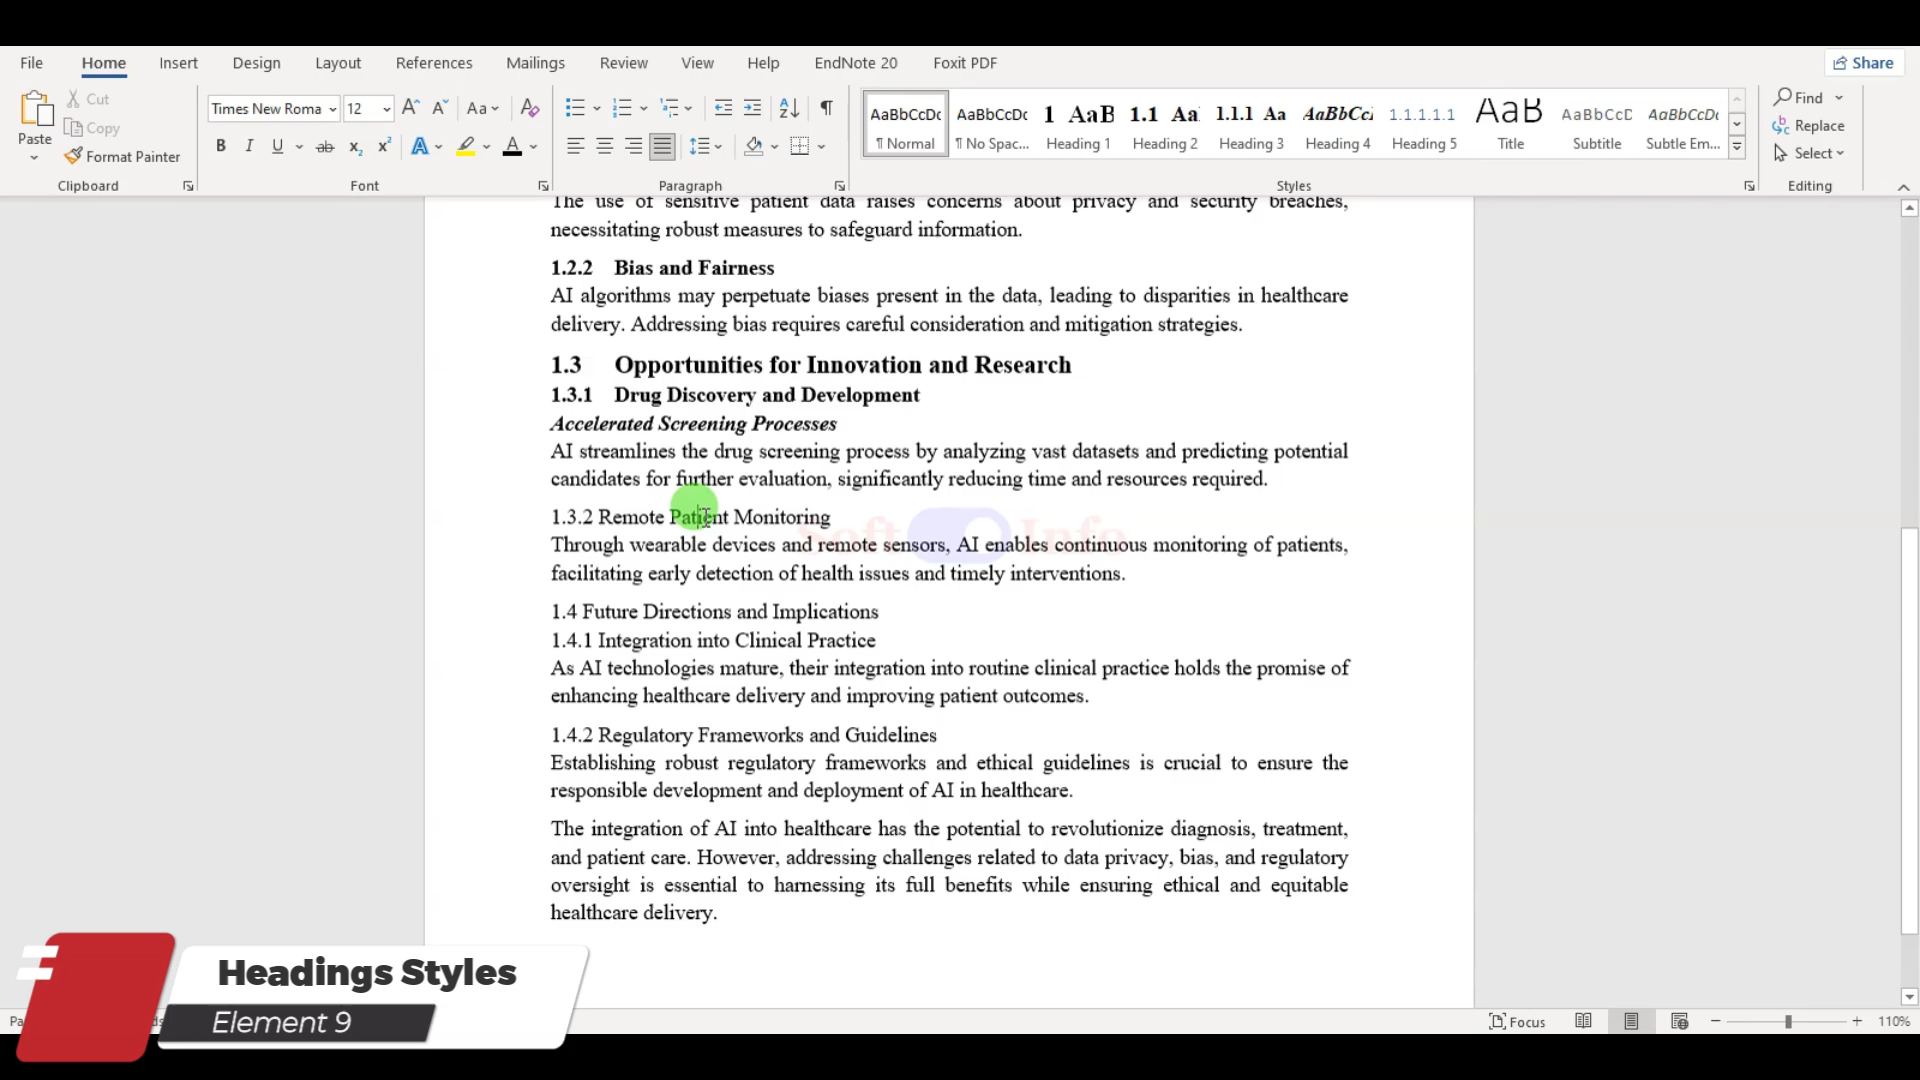 File Home Insert Design Layout References Mailings Review View Help EndNote 20 Foxit PDF Share
Paste
Cut
Copy
Format Painter
Clipboard
Times New Roma 12
Font
Paragraph
AaBbCcDc AaBbCcDc 1 AaB 1.1 Aa 1.1.1 Aa AaBbCcI 1.1.1.1.1 AaB AaBbCcD AaBbCcDc
¶ Normal ¶ No Spac... Heading 1 Heading 2 Heading 3 Heading 4 Heading 5 Title Subtitle Subtle Em...
Styles
Find
Replace
Select
Editing
The use of sensitive patient data raises concerns about privacy and security breaches,
necessitating robust measures to safeguard information.
1.2.2 Bias and Fairness
AI algorithms may perpetuate biases present in the data, leading to disparities in healthcare
delivery. Addressing bias requires careful consideration and mitigation strategies.
1.3 Opportunities for Innovation and Research
1.3.1 Drug Discovery and Development
Accelerated Screening Processes
AI streamlines the drug screening process by analyzing vast datasets and predicting potential
candidates for further evaluation, significantly reducing time and resources required.
1.3.2 Remote Patient Monitoring
Soft Info
Through wearable devices and remote sensors, AI enables continuous monitoring of patients,
facilitating early detection of health issues and timely interventions.
1.4 Future Directions and Implications
1.4.1 Integration into Clinical Practice
As AI technologies mature, their integration into routine clinical practice holds the promise of
enhancing healthcare delivery and improving patient outcomes.
1.4.2 Regulatory Frameworks and Guidelines
Establishing robust regulatory frameworks and ethical guidelines is crucial to ensure the
responsible development and deployment of AI in healthcare.
The integration of AI into healthcare has the potential to revolutionize diagnosis, treatment,
and patient care. However, addressing challenges related to data privacy, bias, and regulatory
oversight is essential to harnessing its full benefits while ensuring ethical and equitable
healthcare delivery.
Headings Styles
Element 9
Focus
110%